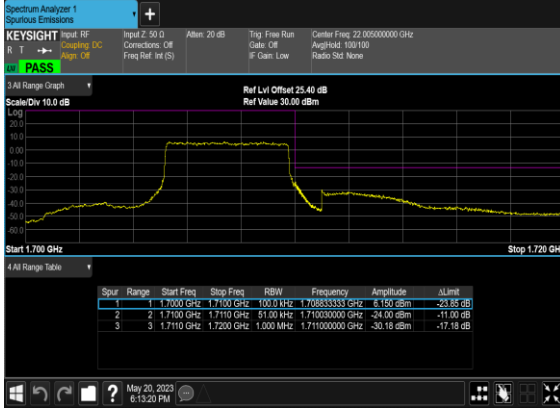 Spectrum Analyzer 1
Spurious Emissions
+
KEYSIGHT Input: RF Input Z: 50 Ω Atten: 20 dB Trig: Free Run Center Freq: 22.005000000 GHz
R T Coupling: DC Corrections: Off Gate: Off Avg|Hold: 100/100
Align: Off Freq Ref: Int (S) IF Gain: Low Radio Std: None
PASS
3 All Range Graph Ref Lvl Offset 25.40 dB
Scale/Div 10.0 dB Ref Value 30.00 dBm
Log
20.0
10.0
0.00
-10.0
-20.0
-30.0
-40.0
-50.0
-60.0
Start 1.700 GHz Stop 1.720 GH
4 All Range Table
Spur Range Start Freq Stop Freq RBW Frequency Amplitude ΔLimit
1 1 1.7000 GHz 1.7100 GHz 100.0 kHz 1.708833333 GHz 6.150 dBm -23.85 dB
2 2 1.7100 GHz 1.7110 GHz 51.00 kHz 1.710030000 GHz -24.00 dBm -11.00 dB
3 3 1.7110 GHz 1.7200 GHz 1.000 MHz 1.711000000 GHz -30.18 dBm -17.18 dB
? May 20, 2023
6:13:20 PM